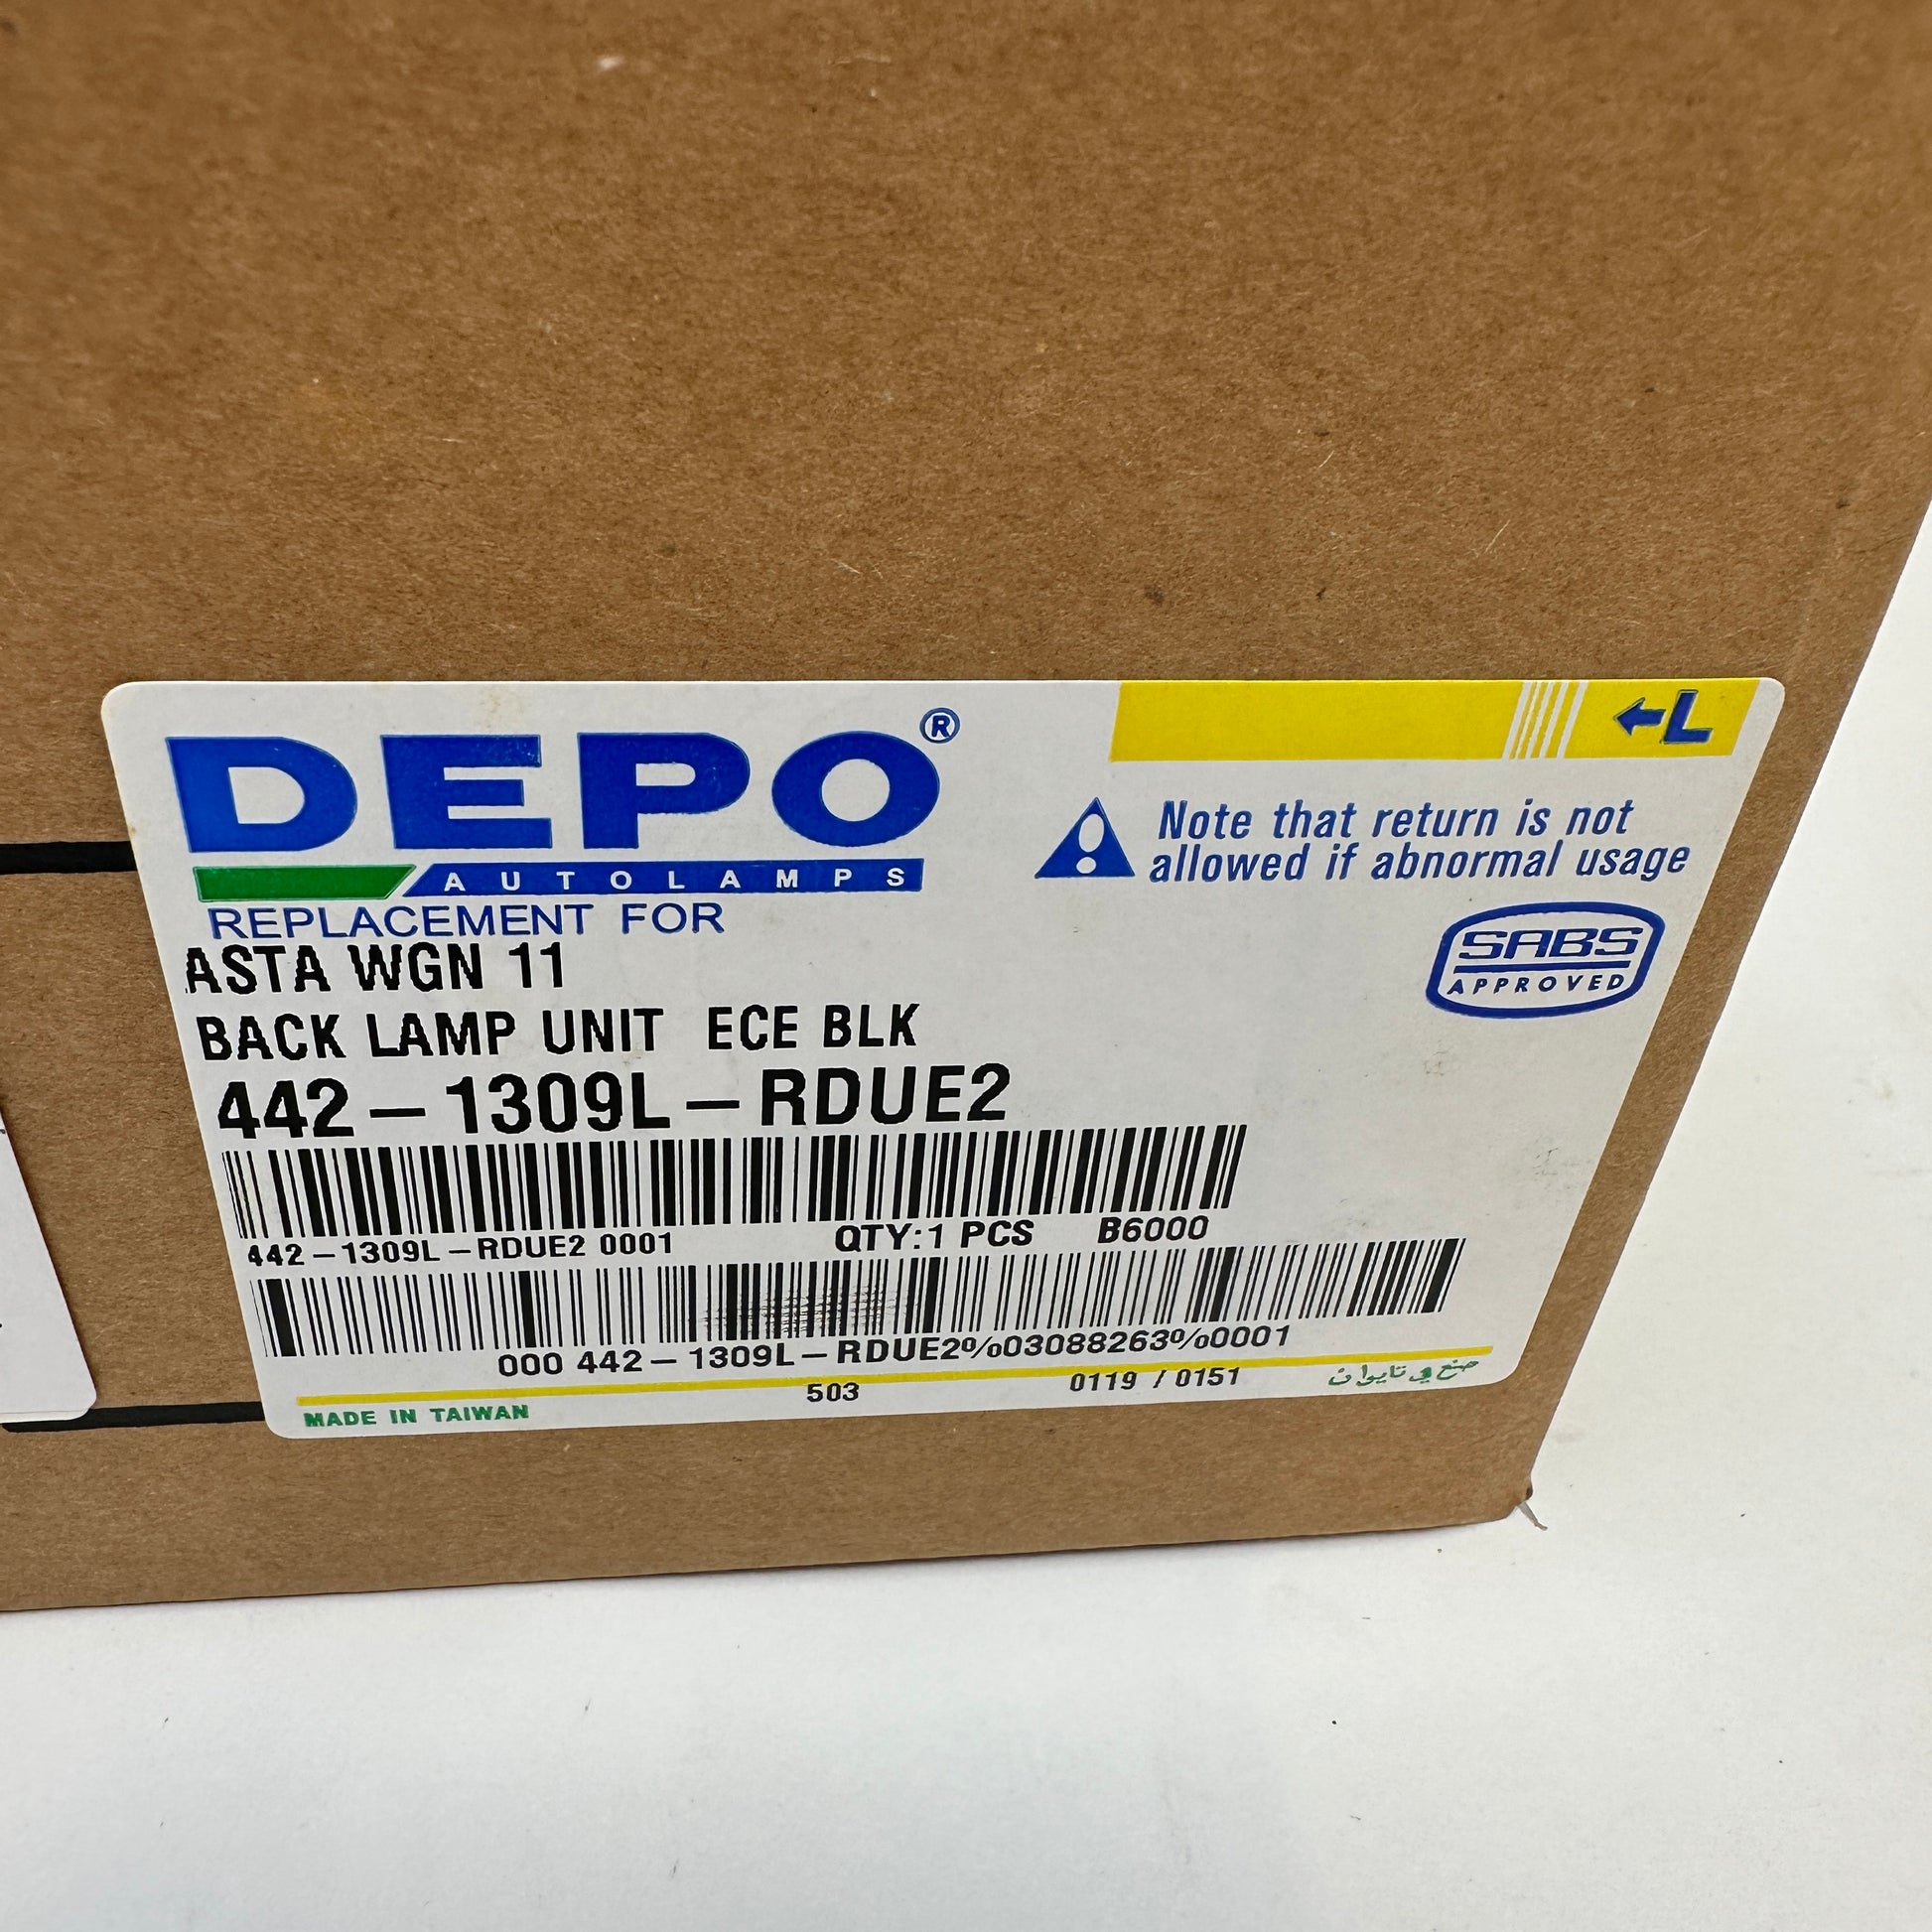 DEPO®
←L
AUTOLAMPS
Note that return is not
allowed if abnormal usage
REPLACEMENT FOR
ASTA WGN 11
SABS
APPROVED
BACK LAMP UNIT ECE BLK
442-1309L-RDUE2
442-1309L-RDUE2 0001 QTY:1 PCS B6000
000 442-1309L-RDUE2%03088263%0001
MADE IN TAIWAN 503 0119 / 0151 صنع في تايوان